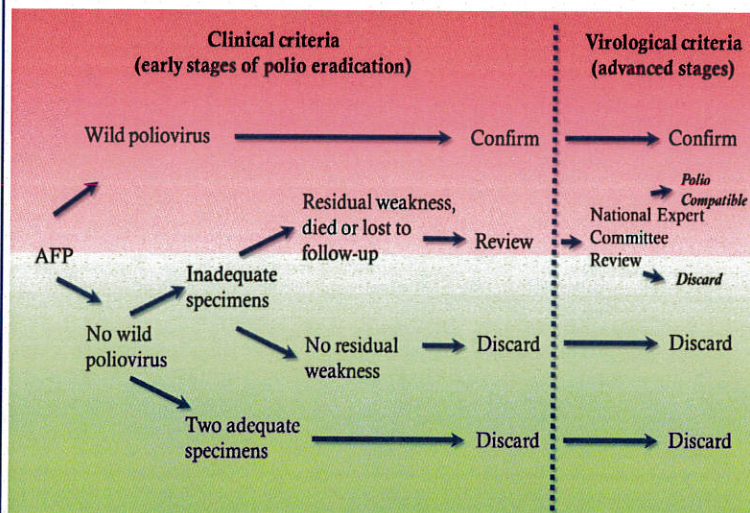 Clinical criteria
(early stages of polio eradication)
Virological criteria
(advanced stages)
Wild poliovirus
Confirm
Confirm
Residual weakness,
died or lost to
follow-up
Review
National Expert
Committee
Review
Polio
Compatible
Discard
AFP
Inadequate
specimens
No wild
poliovirus
No residual
weakness
Discard
Discard
Two adequate
specimens
Discard
Discard